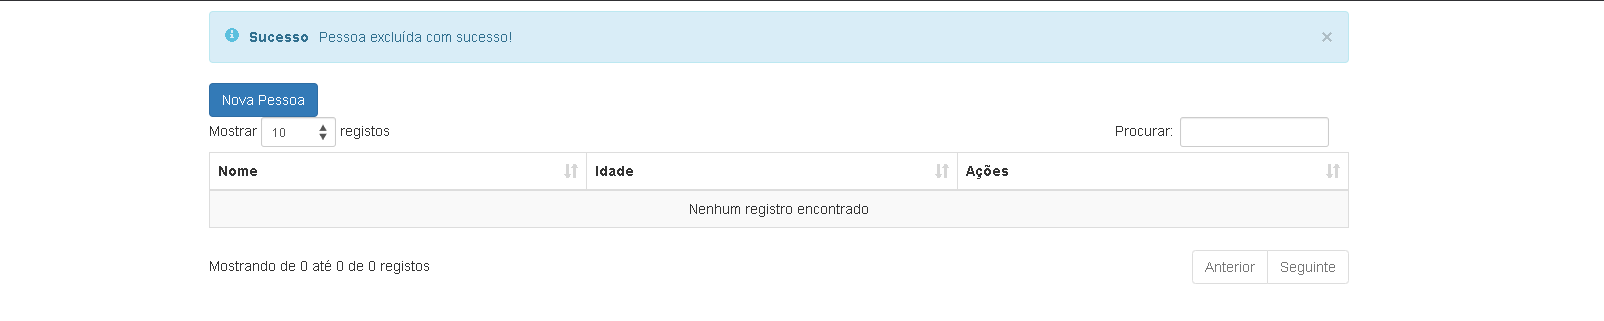 Sucesso Pessoa excluída com sucesso! ×
Nova Pessoa
Mostrar 10 registos Procurar:
Nome Idade Ações
Nenhum registro encontrado
Mostrando de 0 até 0 de 0 registos Anterior Seguinte